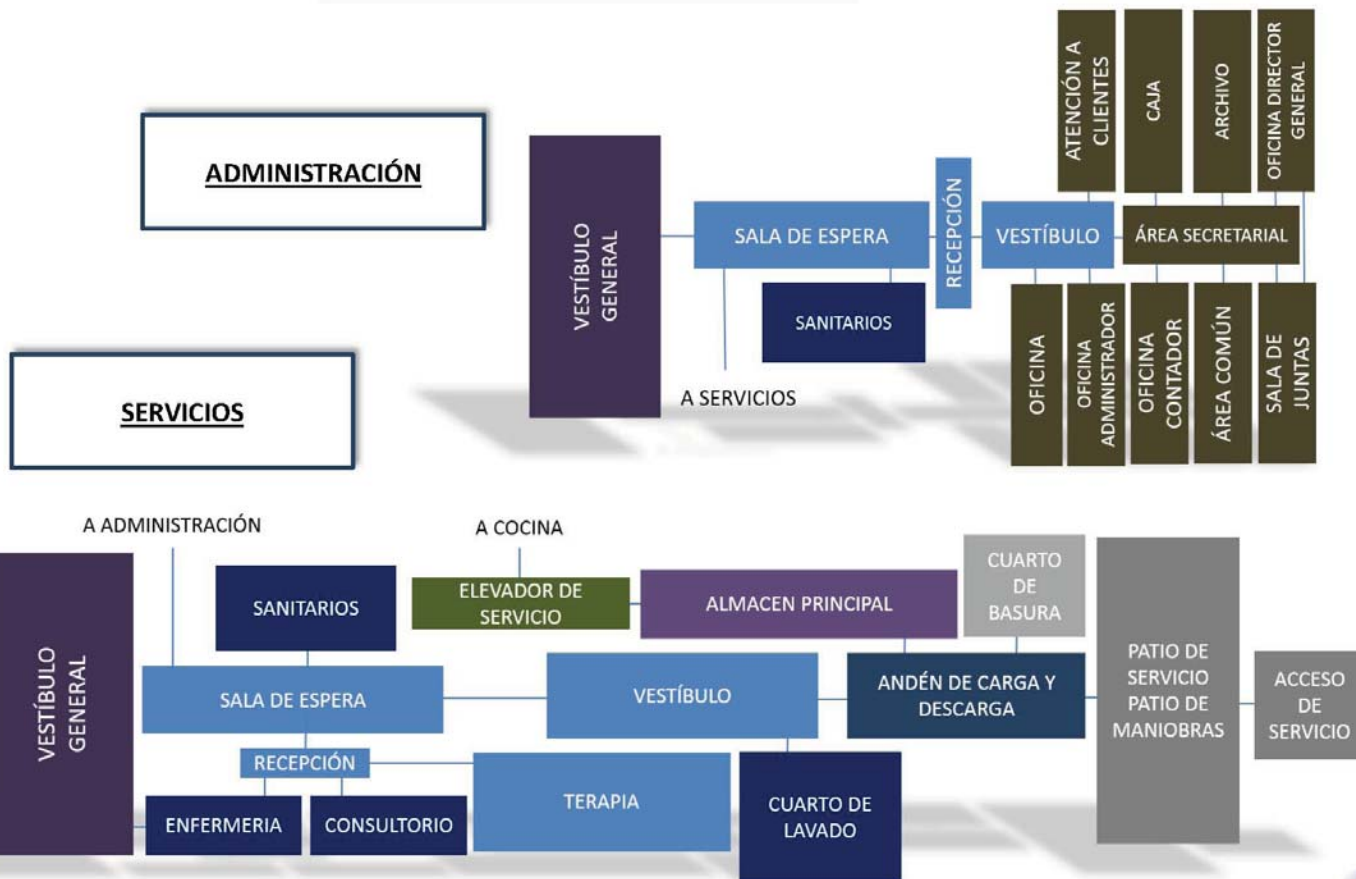 ADMINISTRACIÓN
VESTÍBULO
GENERAL
SALA DE ESPERA
SANITARIOS
A SERVICIOS
RECEPCIÓN
VESTÍBULO
ATENCIÓN A
CLIENTES
CAJA
ARCHIVO
OFICINA DIRECTOR
GENERAL
ÁREA SECRETARIAL
OFICINA
OFICINA
ADMINISTRADOR
OFICINA
CONTADOR
ÁREA COMÚN
SALA DE
JUNTAS
SERVICIOS
A ADMINISTRACIÓN
VESTÍBULO
GENERAL
SANITARIOS
SALA DE ESPERA
RECEPCIÓN
ENFERMERIA
CONSULTORIO
A COCINA
ELEVADOR DE
SERVICIO
ALMACEN PRINCIPAL
VESTÍBULO
TERAPIA
CUARTO DE
LAVADO
CUARTO
DE
BASURA
ANDÉN DE CARGA Y
DESCARGA
PATIO DE
SERVICIO
PATIO DE
MANIOBRAS
ACCESO
DE
SERVICIO